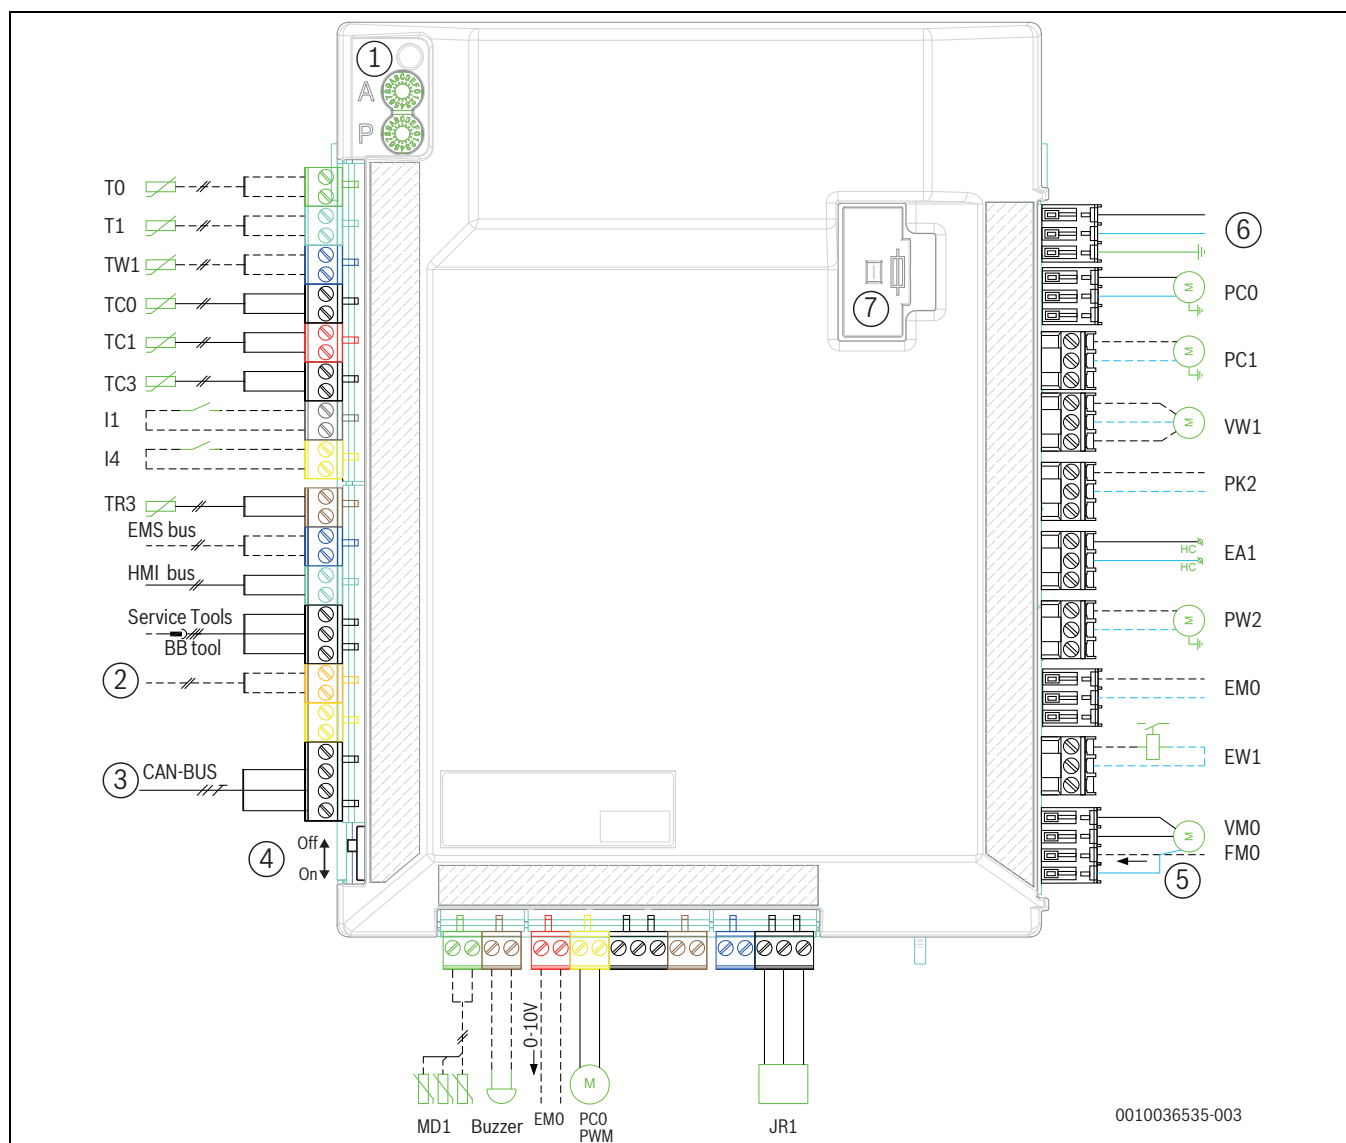 1
A
P
T0
T1
TW1
TC0
TC1
TC3
I1
I4
TR3
EMS bus
HMI bus
Service Tools
BB tool
2
3 CAN-BUS
4
Off
On
7
6
M
PC0
M
PC1
M
VW1
PK2
HC
HC
EA1
M
PW2
EM0
EW1
M
VM0
FM0
5
0-10V
MD1
Buzzer
EM0
M
PC0
PWM
JR1
0010036535-003